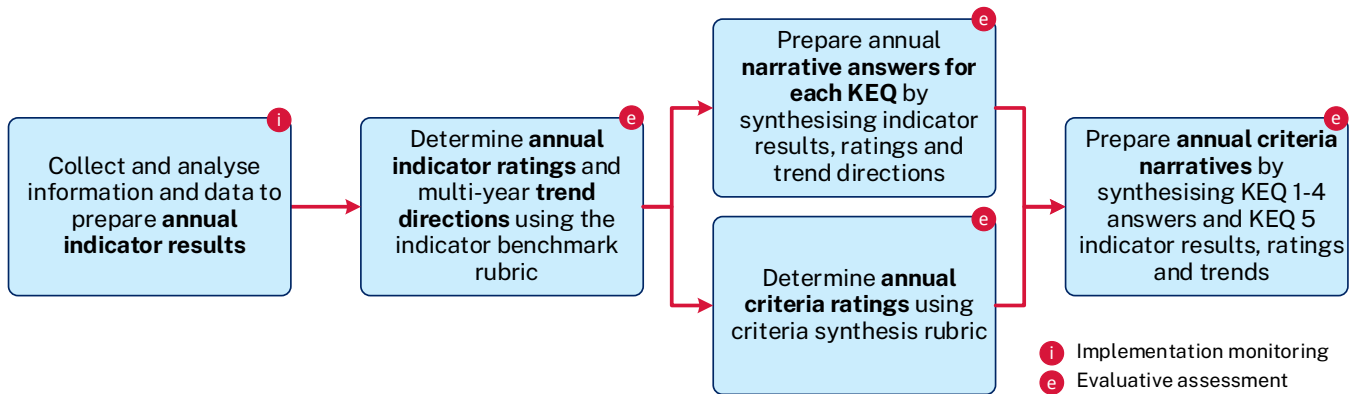 i
Collect and analyse
information and data to
prepare annual
indicator results
e
Determine annual
indicator ratings and
multi-year trend
directions using the
indicator benchmark
rubric
e
Prepare annual
narrative answers for
each KEQ by
synthesising indicator
results, ratings and
trend directions
e
Determine annual
criteria ratings using
criteria synthesis rubric
e
Prepare annual criteria
narratives by
synthesising KEQ 1-4
answers and KEQ 5
indicator results, ratings
and trends
i Implementation monitoring
e Evaluative assessment